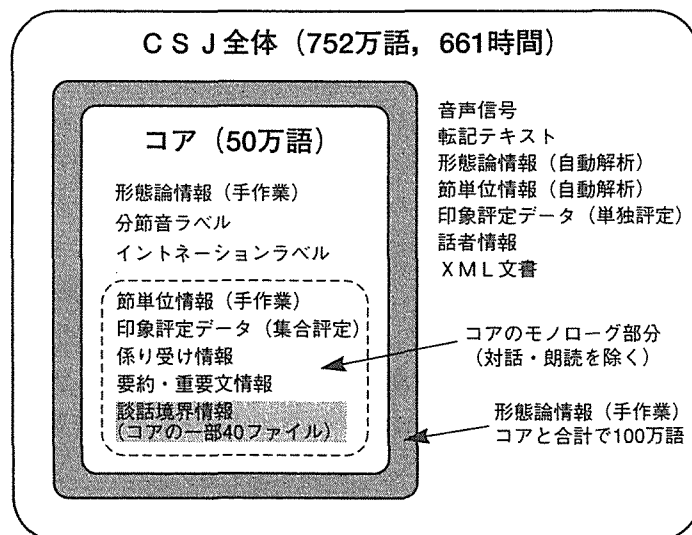 ＣＳＪ全体（752万語，661時間）
コア（50万語）
形態論情報（手作業）
分節音ラベル
イントネーションラベル
節単位情報（手作業）
印象評定データ（集合評定）
係り受け情報
要約・重要文情報
談話境界情報
（コアの一部40ファイル）
音声信号
転記テキスト
形態論情報（自動解析）
節単位情報（自動解析）
印象評定データ（単独評定）
話者情報
ＸＭＬ文書
コアのモノローグ部分
（対話・朗読を除く）
形態論情報（手作業）
コアと合計で100万語